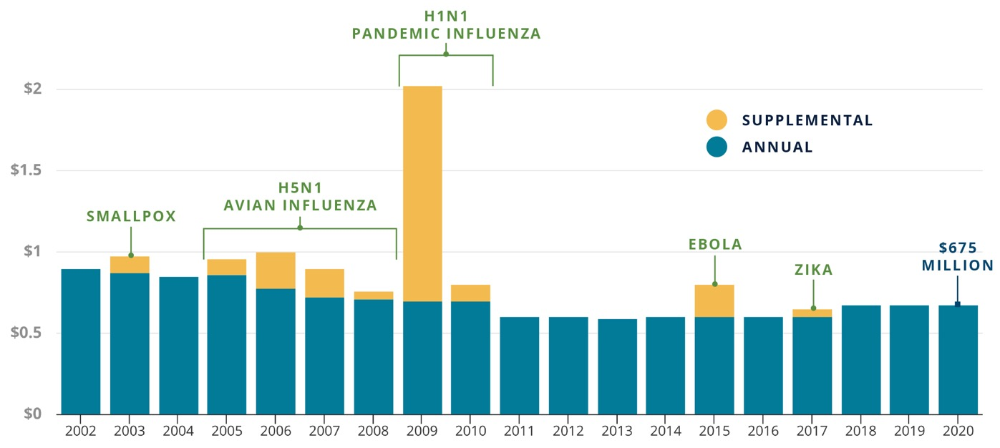 H1N1
PANDEMIC INFLUENZA
$2
SUPPLEMENTAL
ANNUAL
$1.5
H5N1
AVIAN INFLUENZA
SMALLPOX
EBOLA
$675
MILLION
$1
ZIKA
$0.5
$0
2002 2003 2004 2005 2006 2007 2008 2009 2010 2011 2012 2013 2014 2015 2016 2017 2018 2019 2020